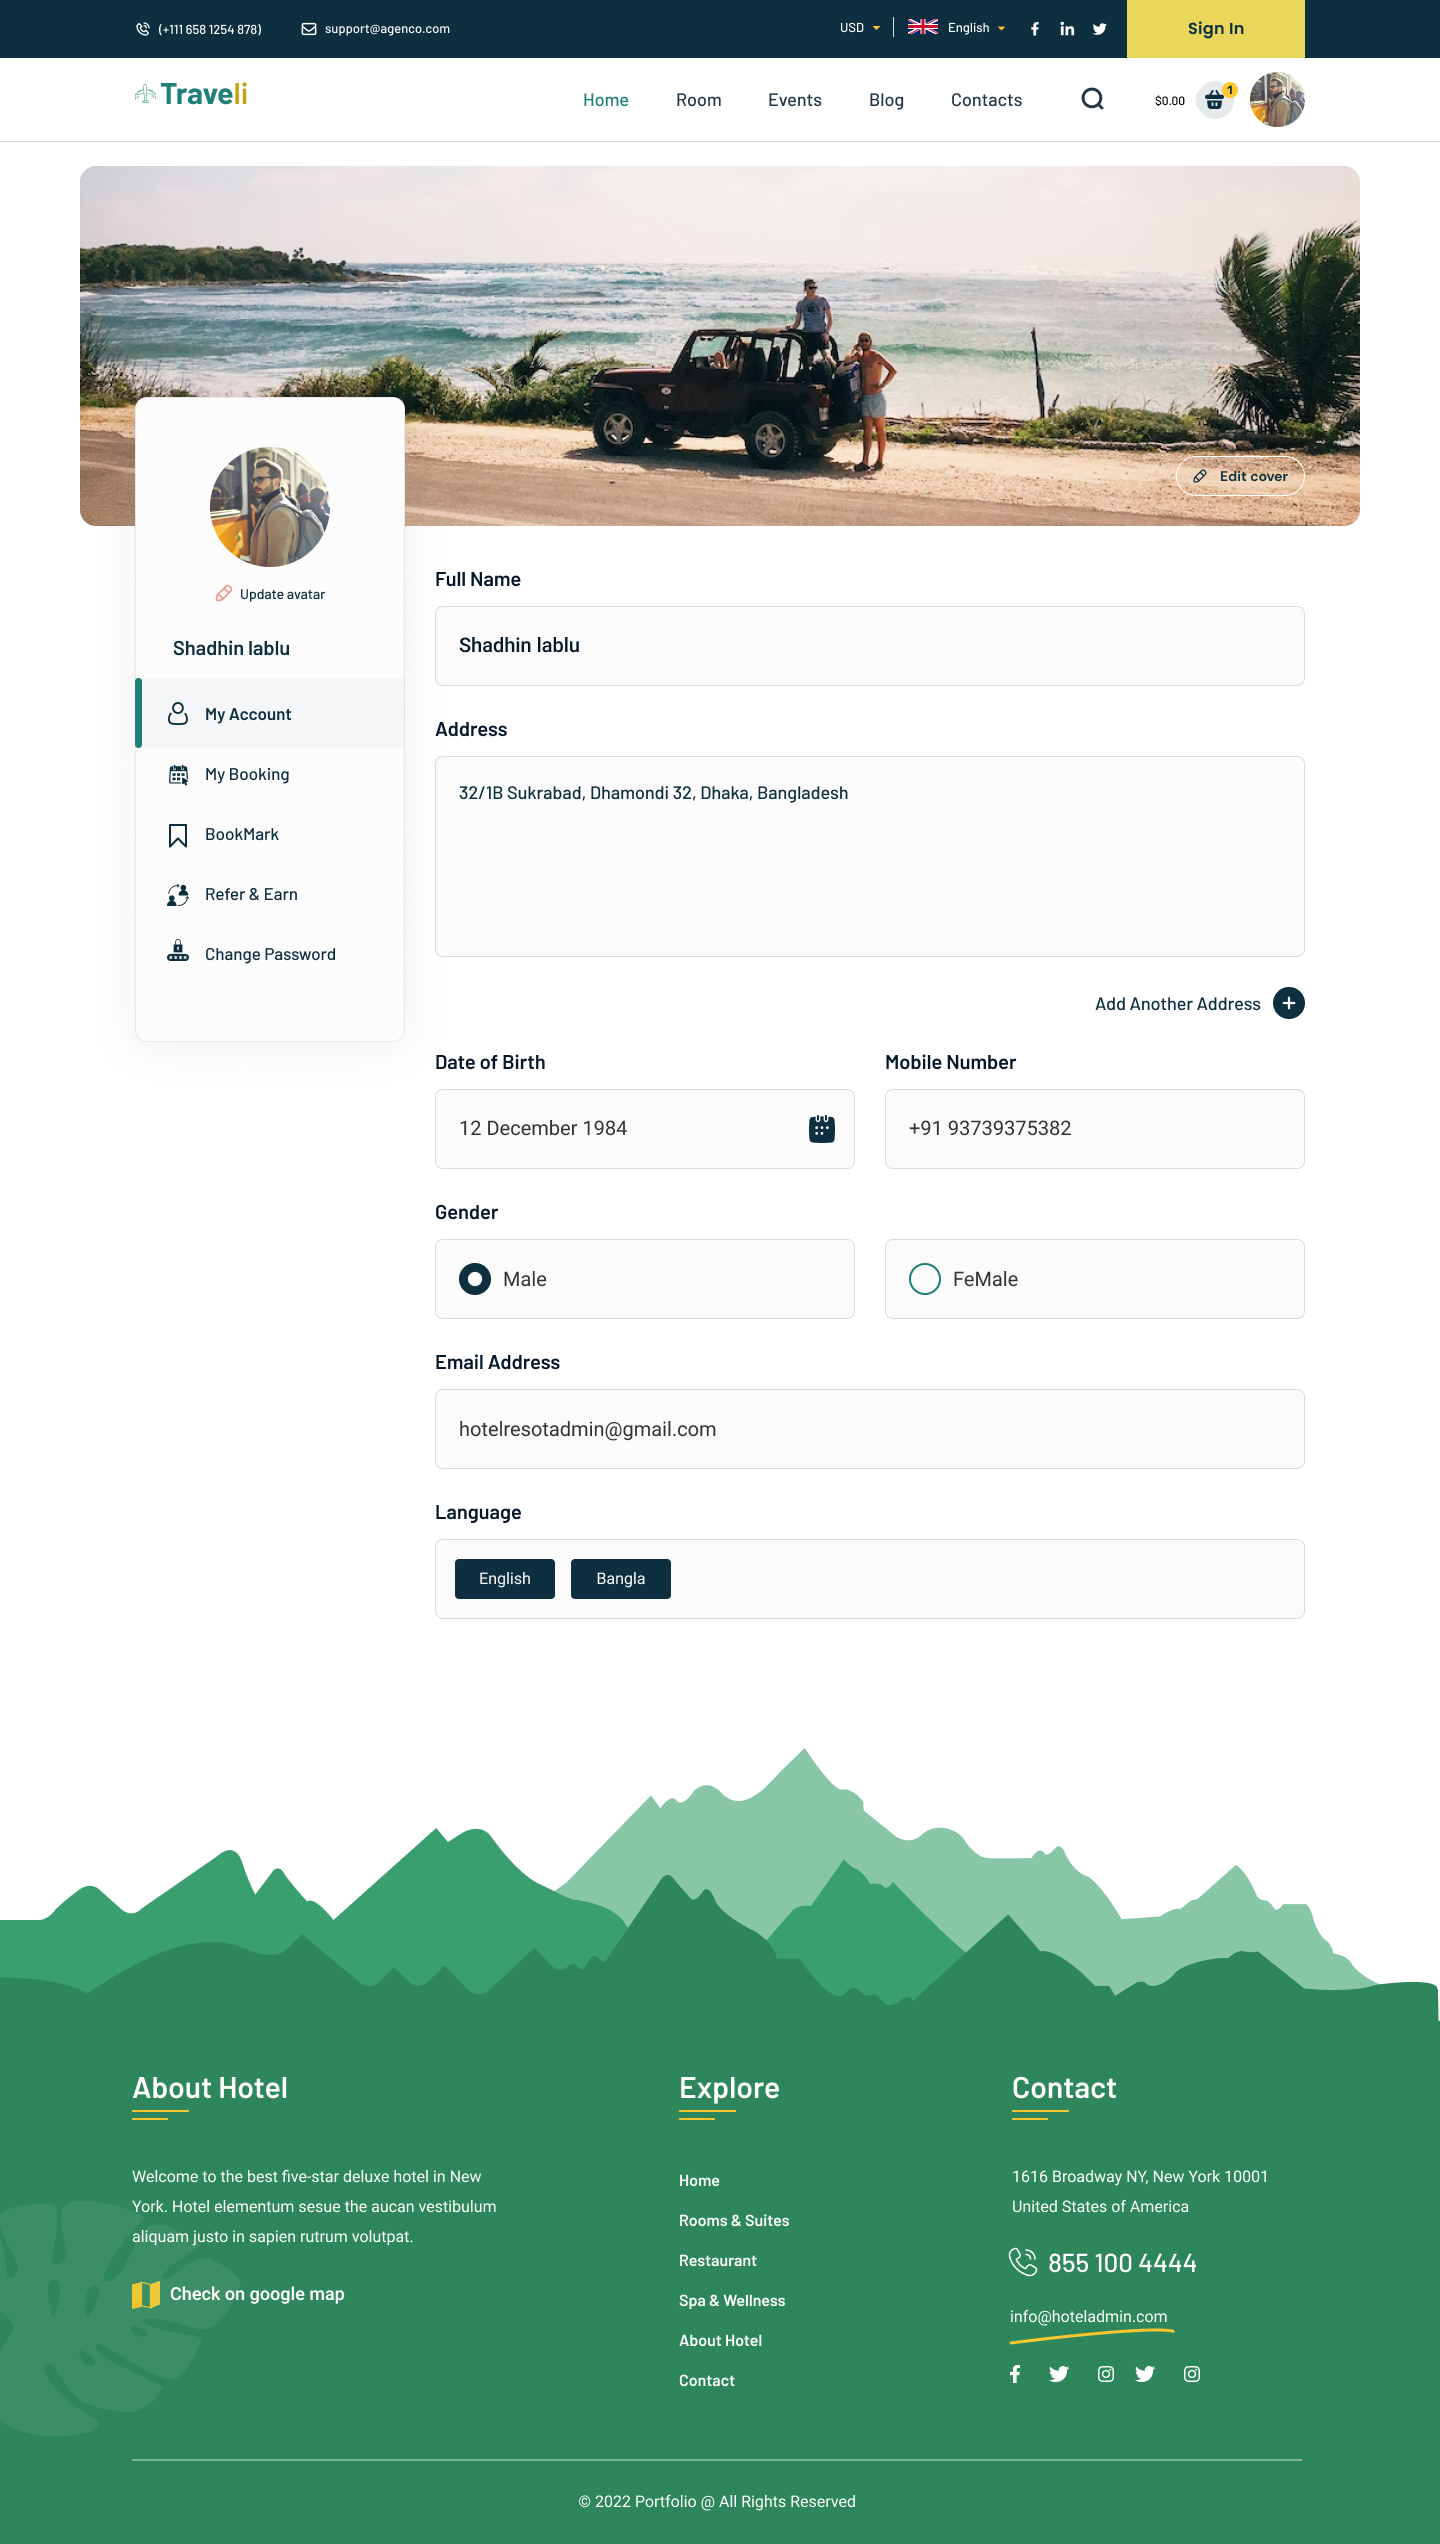 (+111 658 1254 878)
support@agenco.com
USD
English
Sign In
Traveli
Home
Room
Events
Blog
Contacts
$0.00
1
Edit cover
Update avatar
Shadhin lablu
My Account
My Booking
BookMark
Refer & Earn
Change Password
Full Name
Shadhin lablu
Address
32/1B Sukrabad, Dhamondi 32, Dhaka, Bangladesh
Add Another Address
Date of Birth
12 December 1984
Mobile Number
+91 93739375382
Gender
Male
FeMale
Email Address
hotelresotadmin@gmail.com
Language
English
Bangla
About Hotel
Welcome to the best five-star deluxe hotel in New
York. Hotel elementum sesue the aucan vestibulum
aliquam justo in sapien rutrum volutpat.
Check on google map
Explore
Home
Rooms & Suites
Restaurant
Spa & Wellness
About Hotel
Contact
Contact
1616 Broadway NY, New York 10001
United States of America
855 100 4444
info@hoteladmin.com
© 2022 Portfolio @ All Rights Reserved